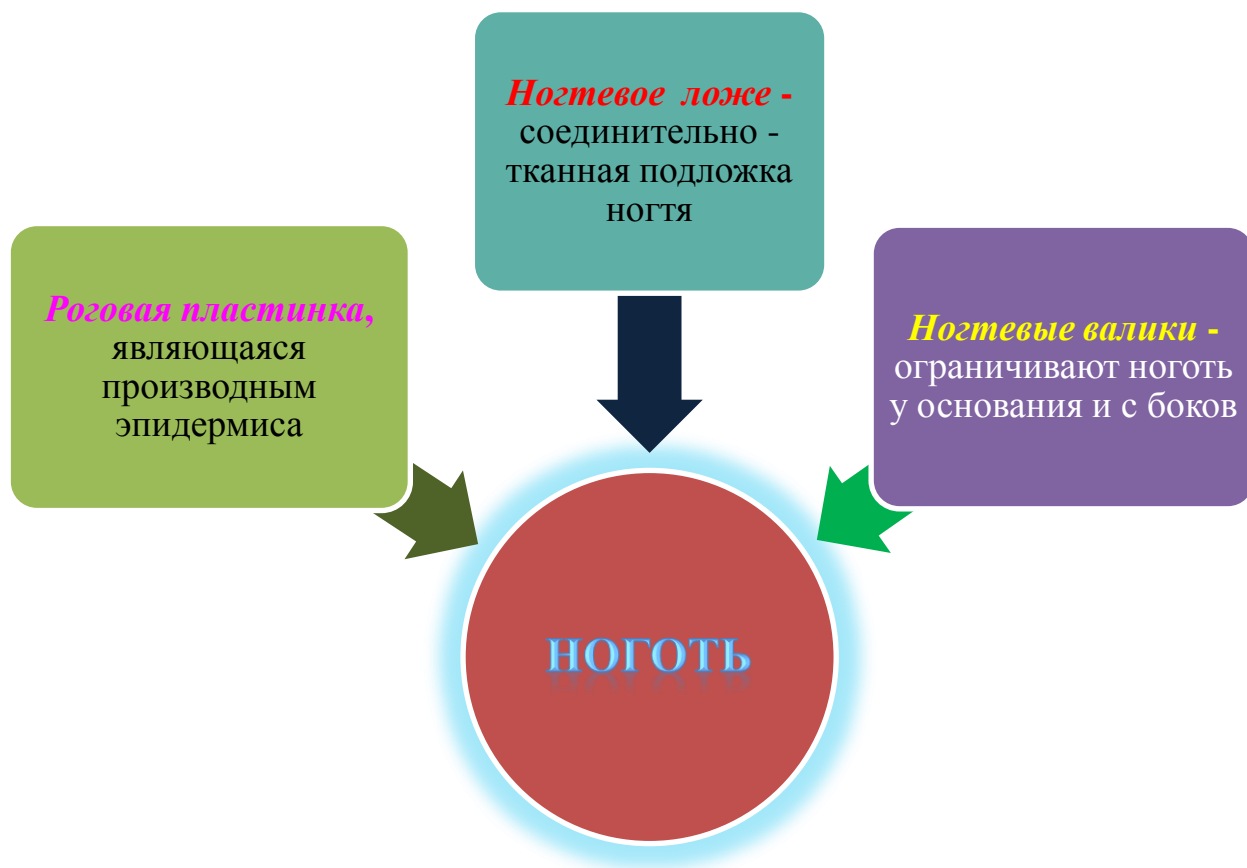 Ногтевое ложе -
соединительно -
тканная подложка
ногтя
Роговая пластинка,
являющаяся
производным
эпидермиса
Ногтевые валики -
ограничивают ноготь
у основания и с боков
НОГОТЬ